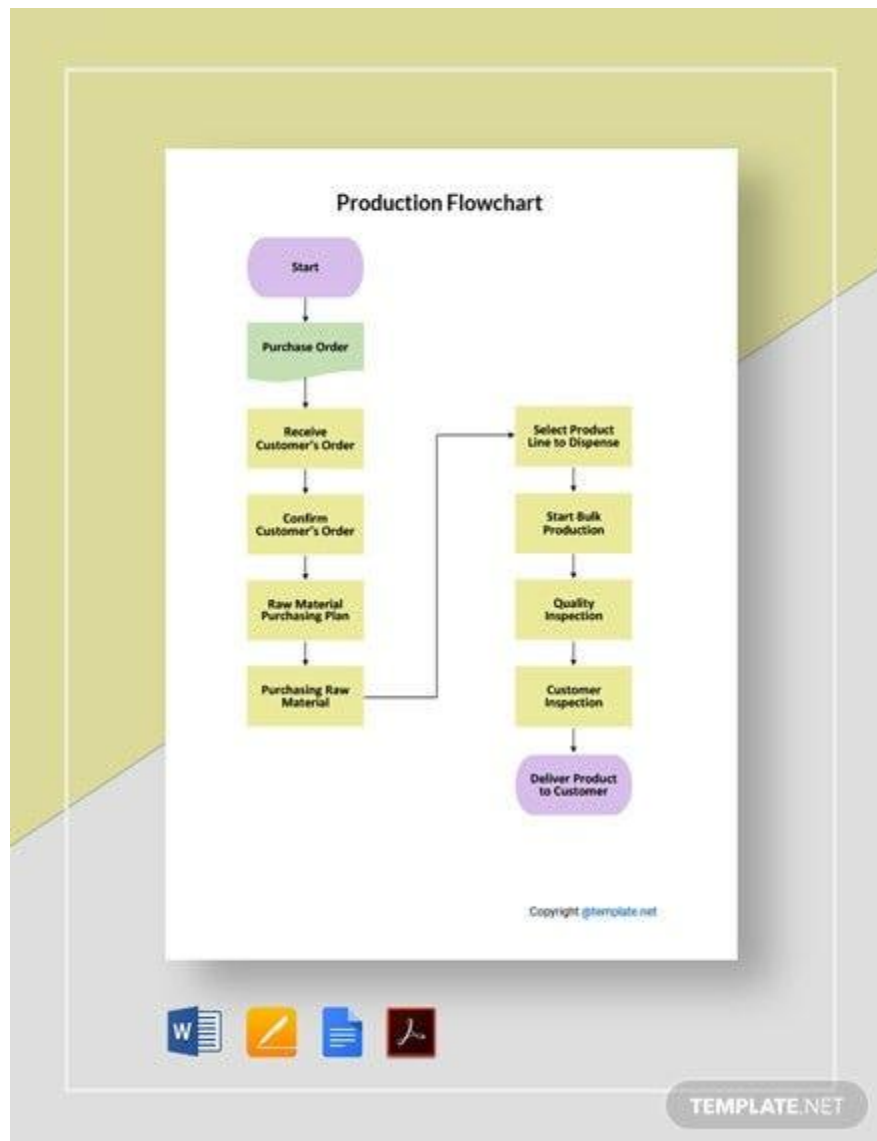 Production Flowchart
Start
Purchase Order
Receive
Customer's Order
Confirm
Customer's Order
Raw Material
Purchasing Plan
Purchasing Raw
Material
Select Product
Line to Dispense
Start Bulk
Production
Quality
Inspection
Customer
Inspection
Deliver Product
to Customer
Copyright @template.net
W
TEMPLATE.NET